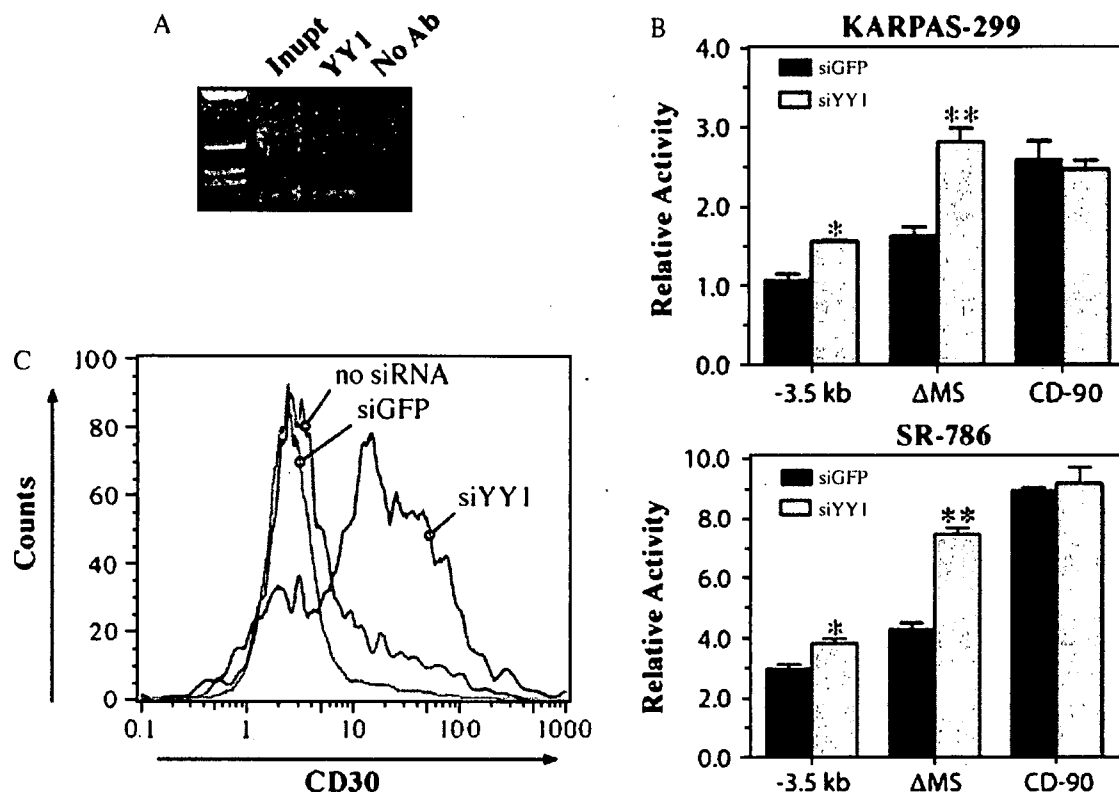 A
Inupt
YY1
No Ab
B
KARPAS-299
4.0
3.0
2.0
1.0
0.0
Relative Activity
siGFP
siYY1
*
**
-3.5 kb
ΔMS
CD-90
C
100
80
60
40
20
0
Counts
no siRNA
siGFP
siYY1
0.1
1
10
100
1000
CD30
SR-786
10.0
8.0
6.0
4.0
2.0
0.0
Relative Activity
siGFP
siYY1
*
**
-3.5 kb
ΔMS
CD-90